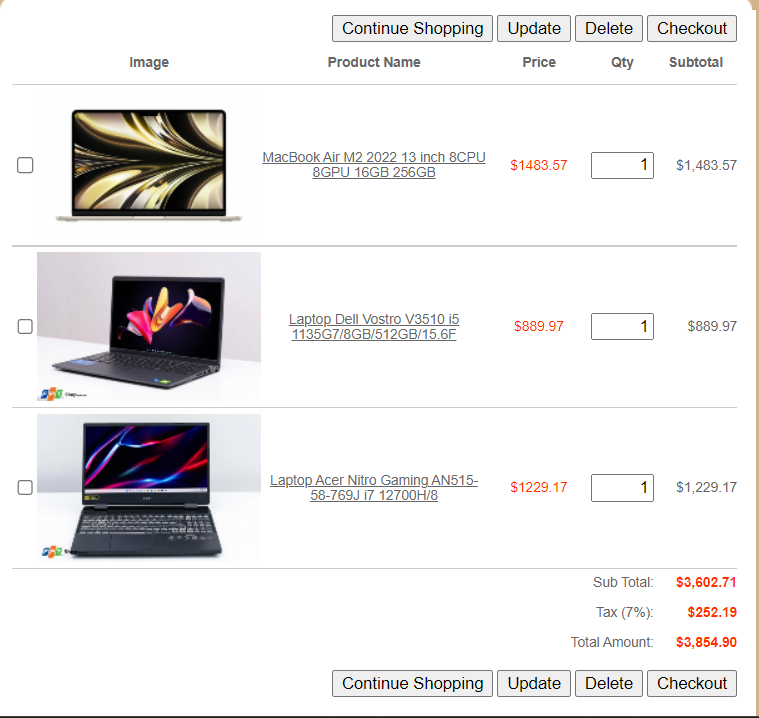 Continue Shopping Update Delete Checkout
Image Product Name Price Qty Subtotal
MacBook Air M2 2022 13 inch 8CPU
8GPU 16GB 256GB
$1483.57 1 $1,483.57
Laptop Dell Vostro V3510 i5
1135G7/8GB/512GB/15.6F
$889.97 1 $889.97
Laptop Acer Nitro Gaming AN515-
58-769J i7 12700H/8
$1229.17 1 $1,229.17
Sub Total: $3,602.71
Tax (7%): $252.19
Total Amount: $3,854.90
Continue Shopping Update Delete Checkout